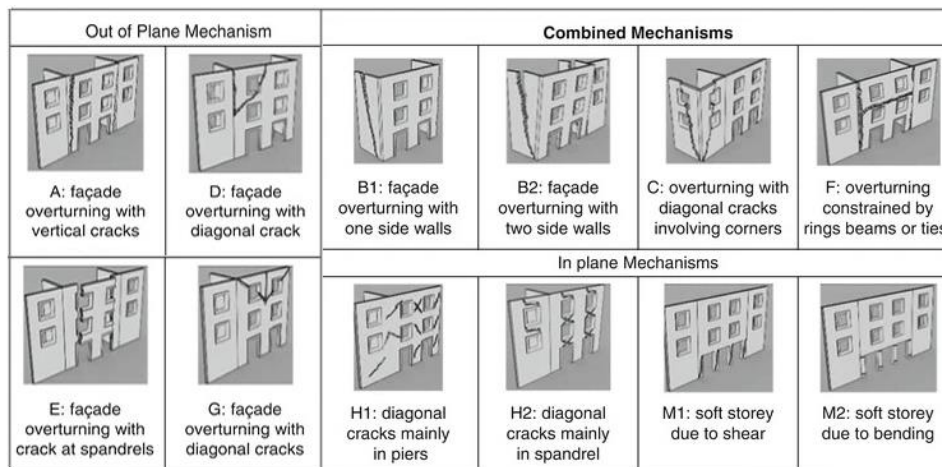 Out of Plane Mechanism
Combined Mechanisms
A: façade
overturning with
vertical cracks
D: façade
overturning with
diagonal crack
B1: façade
overturning with
one side walls
B2: façade
overturning with
two side walls
C: overturning with
diagonal cracks
involving corners
F: overturning
constrained by
rings beams or ties
In plane Mechanisms
E: façade
overturning with
crack at spandrels
G: façade
overturning with
diagonal cracks
H1: diagonal
cracks mainly
in piers
H2: diagonal
cracks mainly
in spandrel
M1: soft storey
due to shear
M2: soft storey
due to bending